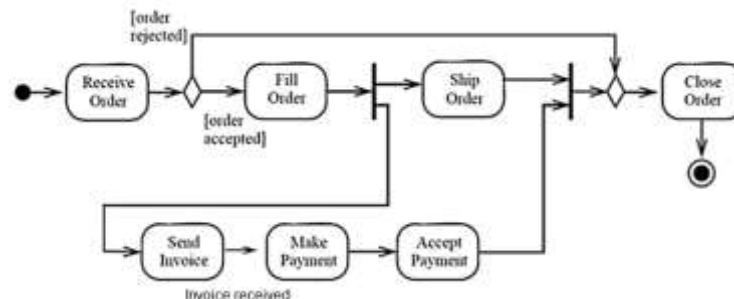 [order
rejected]
Receive
Order
Fill
Order
Ship
Order
Close
Order
[order
accepted]
Send
Invoice
Make
Payment
Accept
Payment
Invoice received